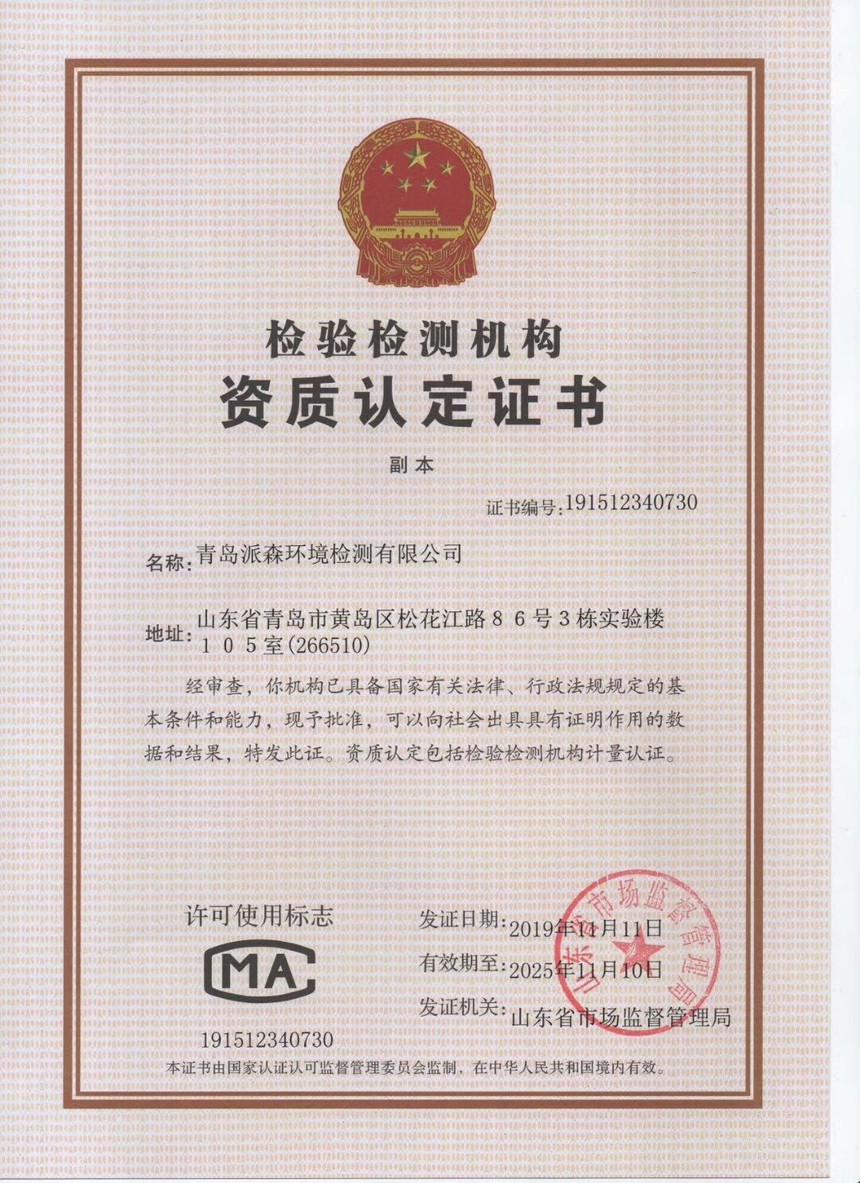 检验检测机构
资质认定证书
副本
证书编号:191512340730
名称:青岛派森环境检测有限公司
地址:山东省青岛市黄岛区松花江路８６号３栋实验楼
１０５室(266510)
经审查，你机构已具备国家有关法律、行政法规规定的基
本条件和能力，现予批准，可以向社会出具具有证明作用的数
据和结果，特发此证。资质认定包括检验检测机构计量认证。
许可使用标志
MA
191512340730
发证日期:2019年11月11日
有效期至:2025年11月10日
发证机关:山东省市场监督管理局
山东省市场监督管理局
本证书由国家认证认可监督管理委员会监制，在中华人民共和国境内有效。